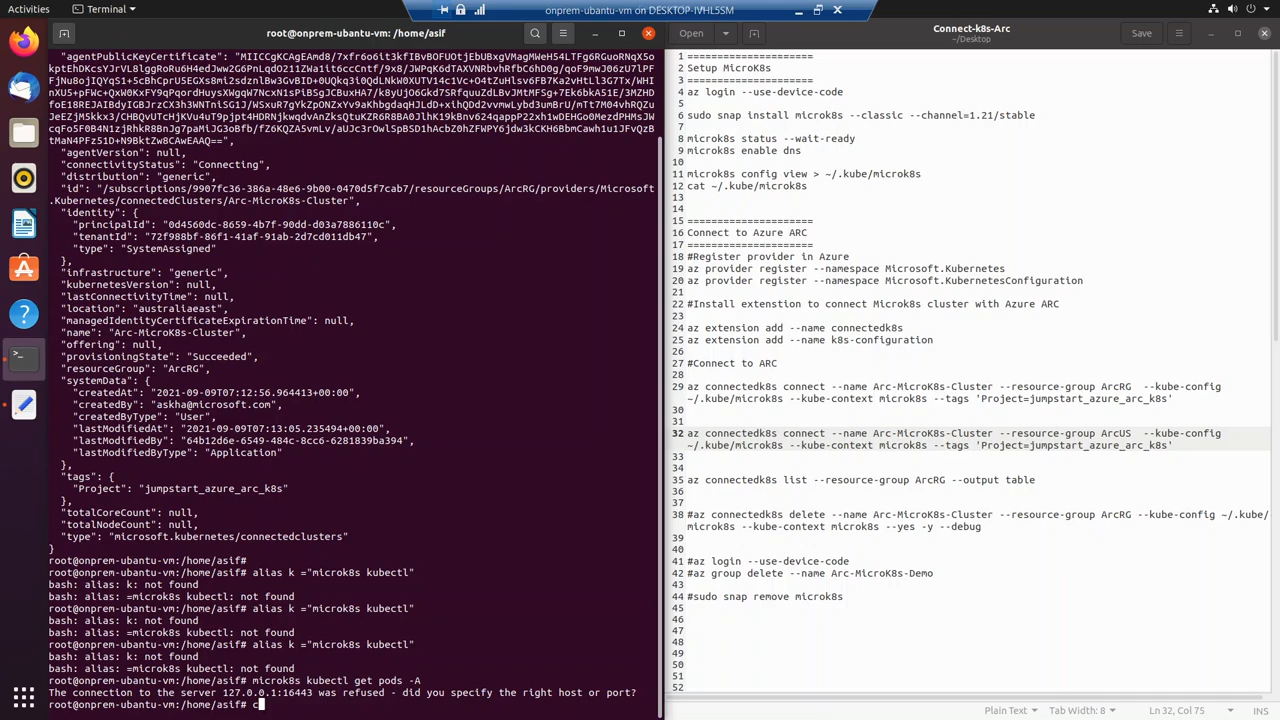 Activities
Terminal
onprem-ubantu-vm on DESKTOP-IVHL5SM
root@onprem-ubantu-vm: /home/asif
Open
Connect-k8s-Arc
~/Desktop
Save
"agentVersion": null,
"connectivityStatus": "Connecting",
"distribution": "generic",
"id": "/subscriptions/9907fc36-386a-48e6-9b00-0470d5f7cab7/resourceGroups/ArcRG/providers/Microsoft
.Kubernetes/connectedClusters/Arc-MicroK8s-Cluster",
"identity": {
"principalId": "0d4560dc-8659-4b7f-90dd-d03a7886110c",
"tenantId": "72f988bf-86f1-41af-91ab-2d7cd011db47",
"type": "SystemAssigned"
},
"infrastructure": "generic",
"kubernetesVersion": null,
"lastConnectivityTime": null,
"location": "australiaeast",
"managedIdentityCertificateExpirationTime": null,
"name": "Arc-MicroK8s-Cluster",
"offering": null,
"provisioningState": "Succeeded",
"resourceGroup": "ArcRG",
"systemData": {
"createdAt": "2021-09-09T07:12:56.964413+00:00",
"createdBy": "askha@microsoft.com",
"createdByType": "User",
"lastModifiedAt": "2021-09-09T07:13:05.235494+00:00",
"lastModifiedBy": "64b12d6e-6549-484c-8cc6-6281839ba394",
"lastModifiedByType": "Application"
},
"tags": {
"Project": "jumpstart_azure_arc_k8s"
},
"totalCoreCount": null,
"totalNodeCount": null,
"type": "microsoft.kubernetes/connectedclusters"
}
root@onprem-ubantu-vm:/home/asif#
root@onprem-ubantu-vm:/home/asif# alias k ="microk8s kubectl"
bash: alias: k: not found
bash: alias: =microk8s kubectl: not found
root@onprem-ubantu-vm:/home/asif# alias k ="microk8s kubectl"
bash: alias: k: not found
bash: alias: =microk8s kubectl: not found
root@onprem-ubantu-vm:/home/asif# alias k ="microk8s kubectl"
bash: alias: k: not found
bash: alias: =microk8s kubectl: not found
root@onprem-ubantu-vm:/home/asif# microk8s kubectl get pods -A
The connection to the server 127.0.0.1:16443 was refused - did you specify the right host or port?
root@onprem-ubantu-vm:/home/asif# c
1 =====================
2 Setup MicroK8s
3 =====================
4 az login --use-device-code
5
6 sudo snap install microk8s --classic --channel=1.21/stable
7
8 microk8s status --wait-ready
9 microk8s enable dns
10
11 microk8s config view > ~/.kube/microk8s
12 cat ~/.kube/microk8s
13
14
15 =====================
16 Connect to Azure ARC
17 =====================
18 #Register provider in Azure
19 az provider register --namespace Microsoft.Kubernetes
20 az provider register --namespace Microsoft.KubernetesConfiguration
21
22 #Install extenstion to connect Microk8s cluster with Azure ARC
23
24 az extension add --name connectedk8s
25 az extension add --name k8s-configuration
26
27 #Connect to ARC
28
29 az connectedk8s connect --name Arc-MicroK8s-Cluster --resource-group ArcRG --kube-config
~/.kube/microk8s --kube-context microk8s --tags 'Project=jumpstart_azure_arc_k8s'
30
31
32 az connectedk8s connect --name Arc-MicroK8s-Cluster --resource-group ArcUS --kube-config
~/.kube/microk8s --kube-context microk8s --tags 'Project=jumpstart_azure_arc_k8s'
33
34
35 az connectedk8s list --resource-group ArcRG --output table
36
37
38 #az connectedk8s delete --name Arc-MicroK8s-Cluster --resource-group ArcRG --kube-config ~/.kube/
microk8s --kube-context microk8s --yes -y --debug
39
40
41 #az login --use-device-code
42 #az group delete --name Arc-MicroK8s-Demo
43
44 #sudo snap remove microk8s
45
46
47
48
49
50
51
52
Plain Text
Tab Width: 8
Ln 32, Col 75
INS